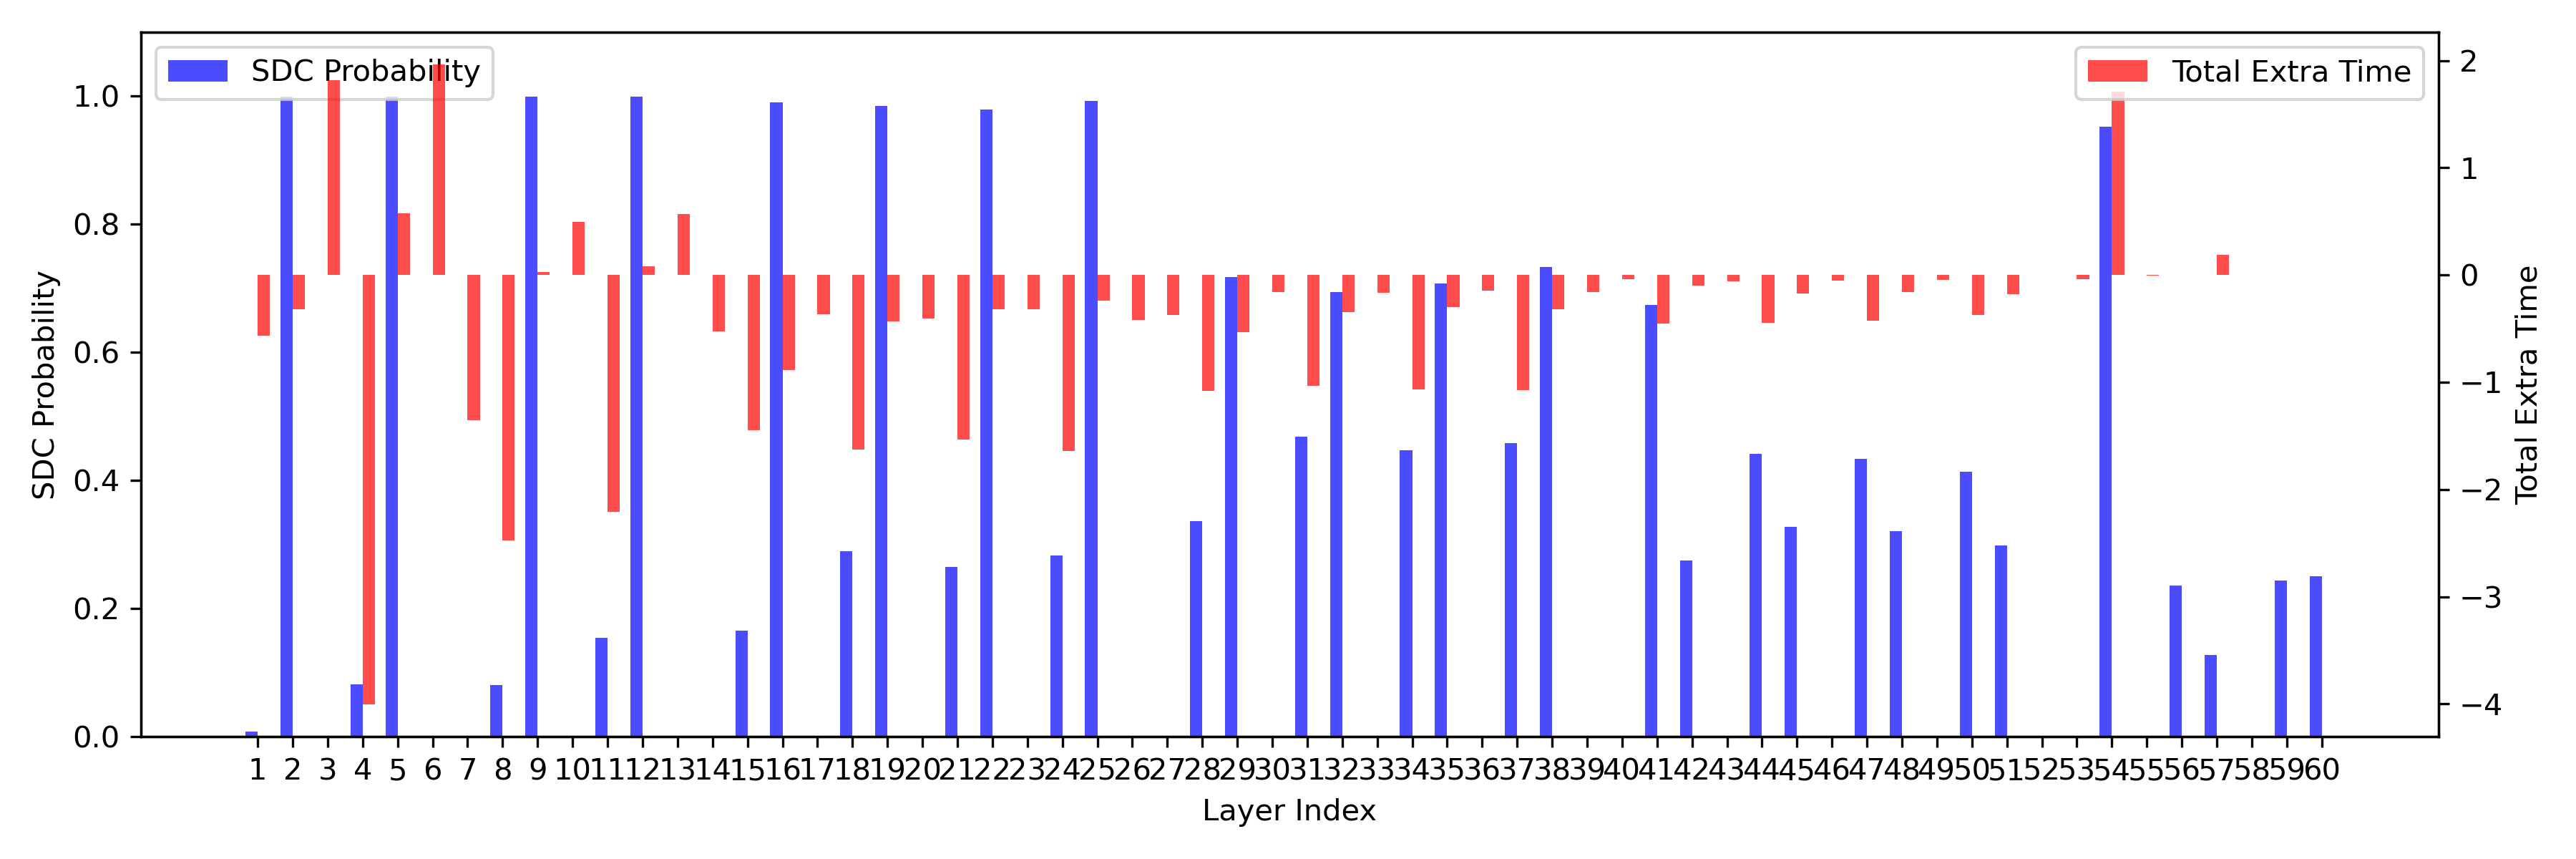 SDC Probability
Total Extra Time
1.0
0.8
0.6
0.4
0.2
0.0
SDC Probability
2
1
0
−1
−2
−3
−4
Total Extra Time
1 2 3 4 5 6 7 8 9 10 11 12 13 14 15 16 17 18 19 20 21 22 23 24 25 26 27 28 29 30 31 32 33 34 35 36 37 38 39 40 41 42 43 44 45 46 47 48 49 50 51 52 53 54 55 56 57 58 59 60
Layer Index